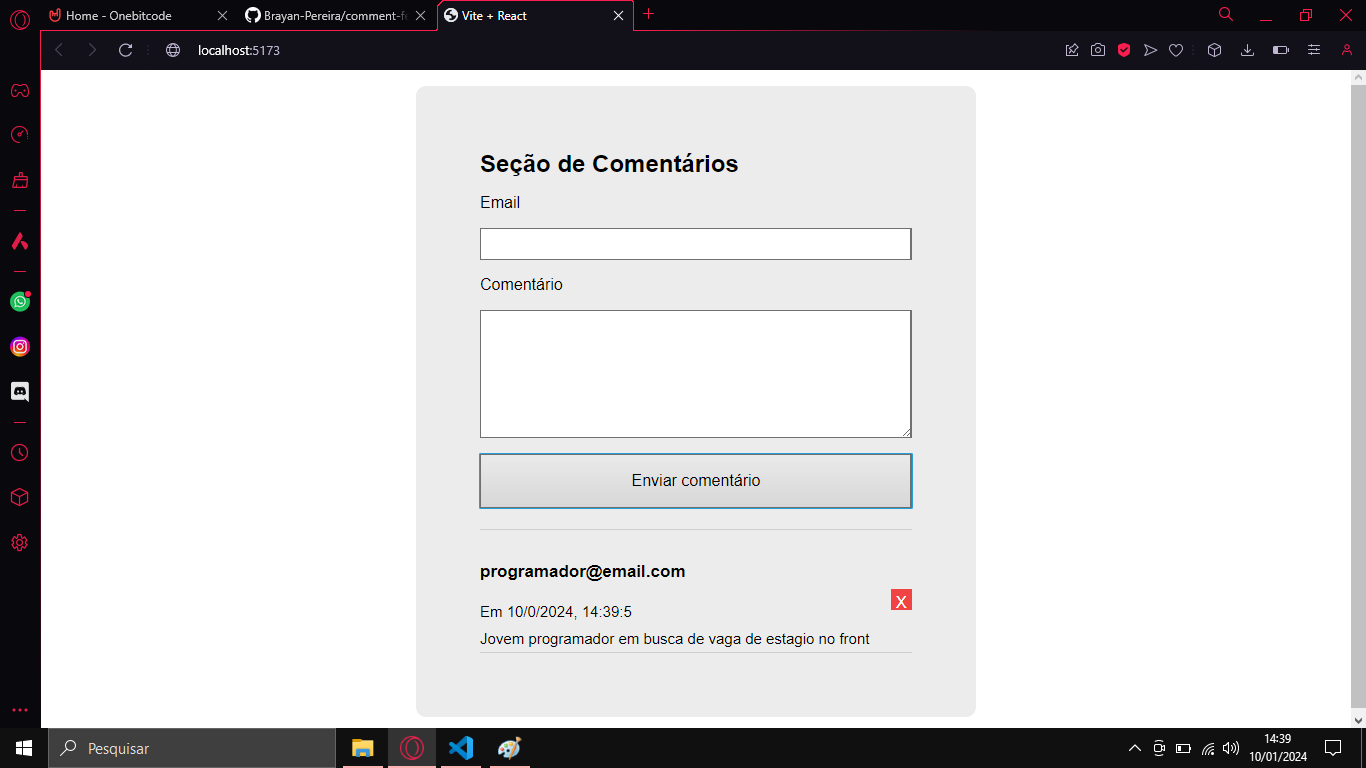 Home - Onebitcode
Brayan-Pereira/comment-fe
Vite + React
localhost:5173
Seção de Comentários
Email
Comentário
Enviar comentário
programador@email.com
X
Em 10/0/2024, 14:39:5
Jovem programador em busca de vaga de estagio no front
Pesquisar
14:39
10/01/2024